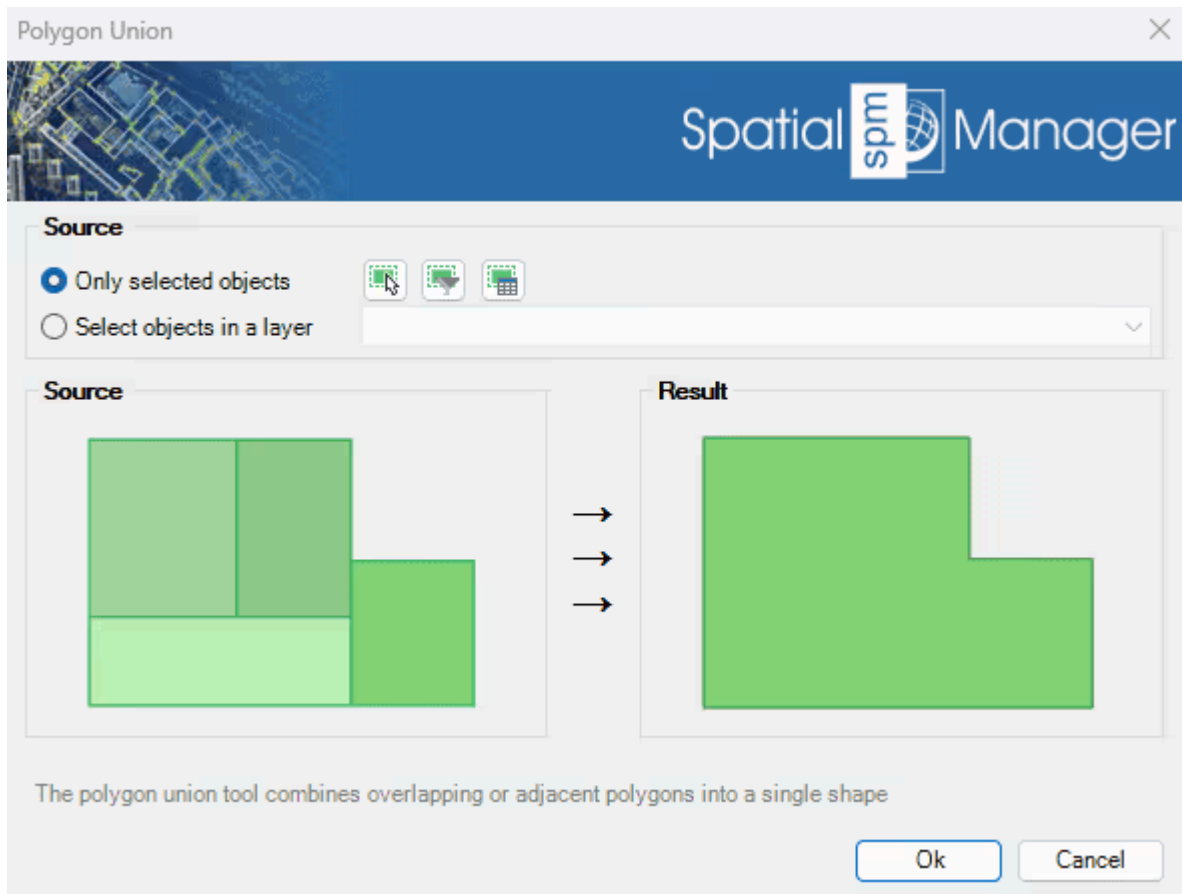 Polygon Union
Spatial spm Manager
Source
Only selected objects
Select objects in a layer
Source
Result
The polygon union tool combines overlapping or adjacent polygons into a single shape
Ok
Cancel